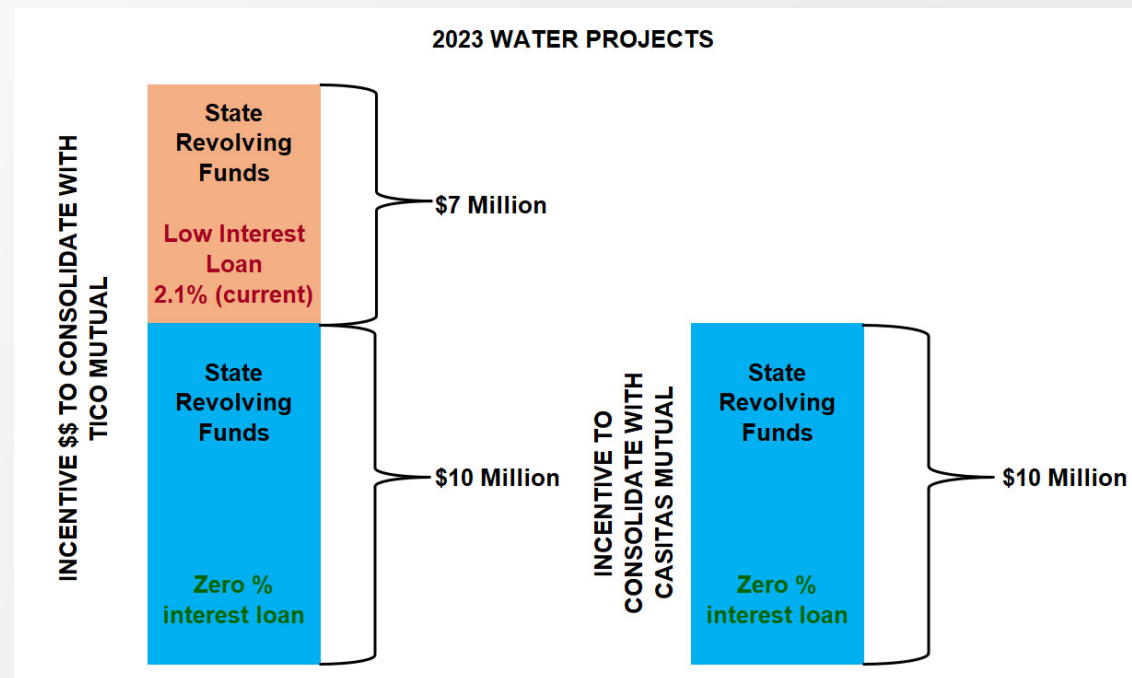 2023 WATER PROJECTS
INCENTIVE $$ TO CONSOLIDATE WITH
TICO MUTUAL
State
Revolving
Funds
Low Interest
Loan
2.1% (current)
$7 Million
State
Revolving
Funds
Zero %
interest loan
$10 Million
INCENTIVE TO
CONSOLIDATE WITH
CASITAS MUTUAL
State
Revolving
Funds
Zero %
interest loan
$10 Million